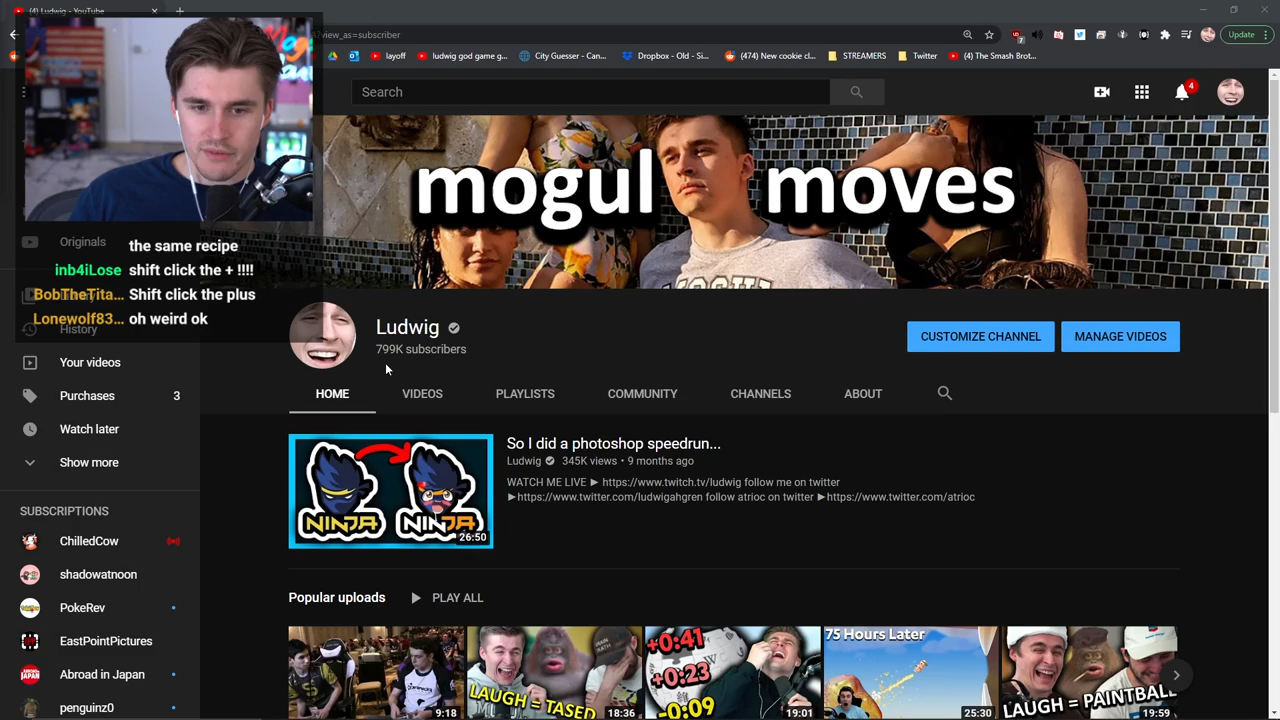 (4) Ludwig - YouTube
?view_as=subscriber
Update
layoff
ludwig god game g...
City Guesser - Can...
Dropbox - Old - Si...
(474) New cookie cl...
STREAMERS
Twitter
(4) The Smash Brot...
Search
4
mogul moves
Originals
the same recipe
inb4iLose shift click the + !!!!
BobTheTita... Shift click the plus
Lonewolf83... oh weird ok
History
Your videos
Purchases 3
Watch later
Show more
SUBSCRIPTIONS
ChilledCow
shadowatnoon
PokeRev
EastPointPictures
Abroad in Japan
penguinz0
Ludwig
799K subscribers
CUSTOMIZE CHANNEL
MANAGE VIDEOS
HOME
VIDEOS
PLAYLISTS
COMMUNITY
CHANNELS
ABOUT
NINJA NINJA
26:50
So I did a photoshop speedrun...
Ludwig 345K views • 9 months ago
WATCH ME LIVE ► https://www.twitch.tv/ludwig follow me on twitter
►https://www.twitter.com/ludwigahgren follow atrioc on twitter ►https://www.twitter.com/atrioc
Popular uploads
PLAY ALL
9:18
LAUGH = TASED
18:36
+0:41
+0:23
-0:09
19:01
75 Hours Later
25:30
LAUGH = PAINTBALL
19:59